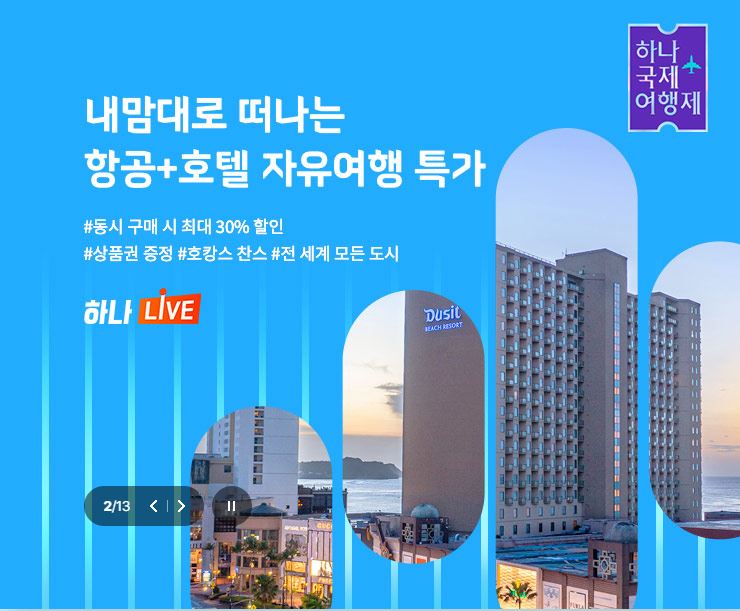 하나
국제
여행제
내맘대로 떠나는
항공+호텔 자유여행 특가
#동시 구매 시 최대 30% 할인
#상품권 증정 #호캉스 찬스 #전 세계 모든 도시
하나 LIVE
Dusit
BEACH RESORT
2/13
GUCCI